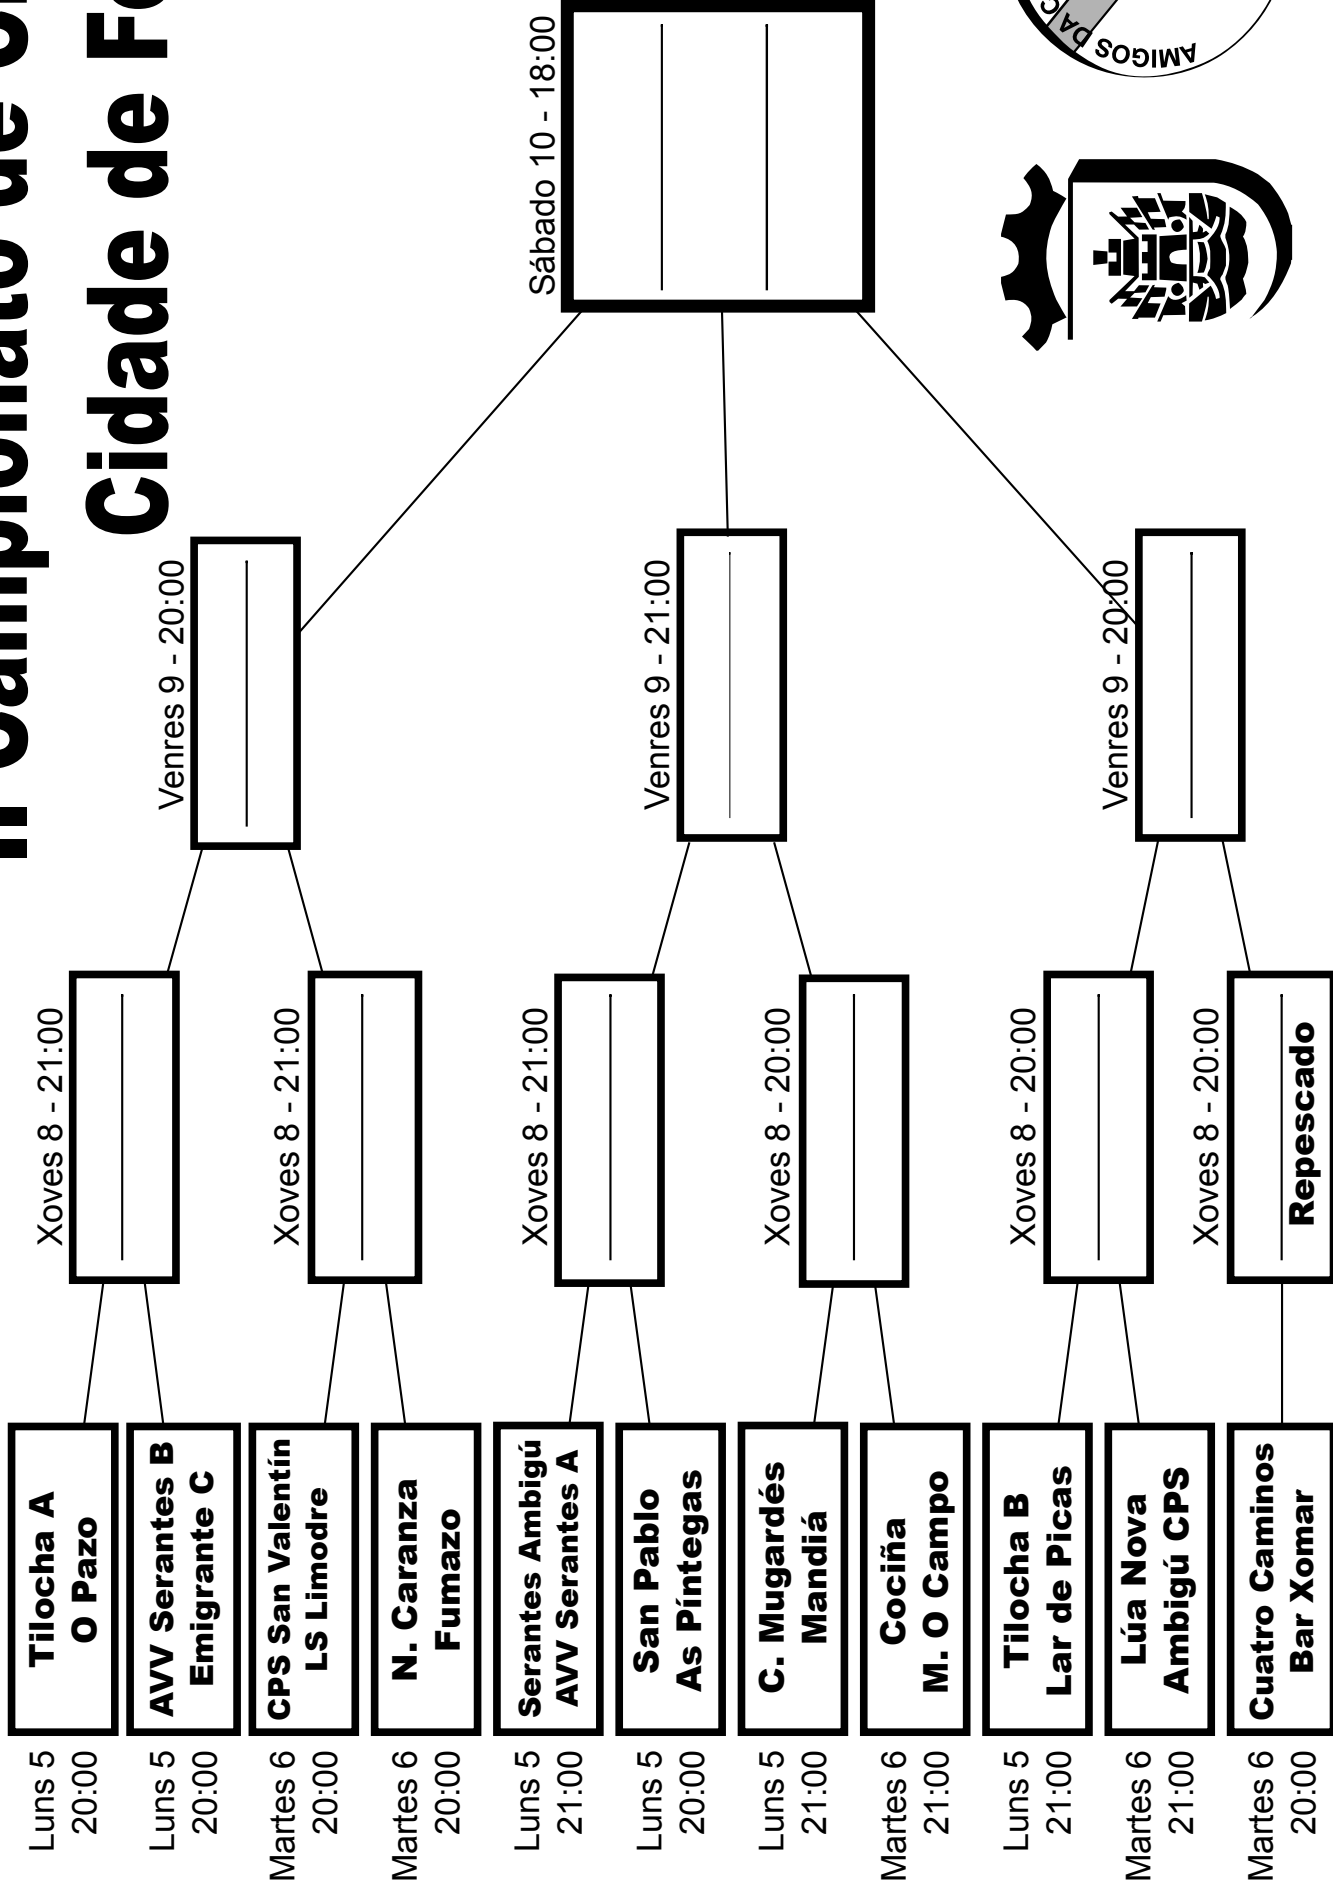 II Campionato de
Cidade de
Luns 5
20:00
Tilocha A
O Pazo
Luns 5
20:00
AVV Serantes B
Emigrante C
Martes 6
20:00
CPS San Valentín
LS Limodre
Martes 6
20:00
N. Caranza
Fumazo
Luns 5
21:00
Serantes Ambigú
AVV Serantes A
Luns 5
20:00
San Pablo
As Píntegas
Luns 5
21:00
C. Mugardés
Mandiá
Martes 6
21:00
Cociña
M. O Campo
Luns 5
21:00
Tilocha B
Lar de Picas
Martes 6
21:00
Lúa Nova
Ambigú CPS
Martes 6
20:00
Cuatro Caminos
Bar Xomar
Xoves 8 - 21:00
Xoves 8 - 21:00
Xoves 8 - 21:00
Xoves 8 - 20:00
Xoves 8 - 20:00
Xoves 8 - 20:00
Repescado
Venres 9 - 20:00
Venres 9 - 21:00
Venres 9 - 20:00
Sábado 10 - 18:00
AMIGOS DA